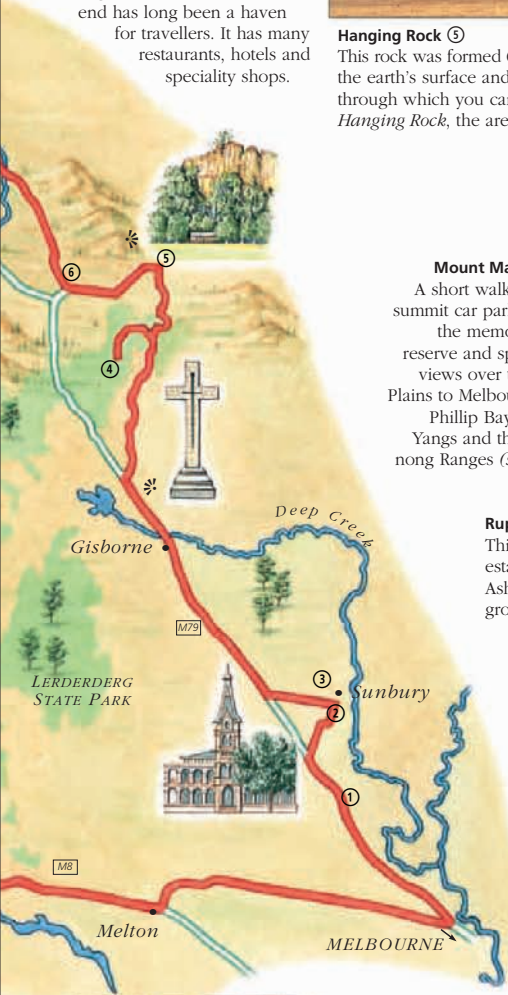 end has long been a haven
for travellers. It has many
restaurants, hotels and
speciality shops.
Hanging Rock ⑤
This rock was formed
the earth's surface and
through which you ca
Hanging Rock, the are
Mount Ma
A short walk
summit car par
the memo
reserve and sp
views over
Plains to Melbou
Phillip Bay
Yangs and th
nong Ranges (
Rup
Thi
esta
Ash
gro
⑤
⑥
④
Deep Creek
Gisborne
M79
LERDERDERG
STATE PARK
③
Sunbury
②
①
M8
Melton
MELBOURNE